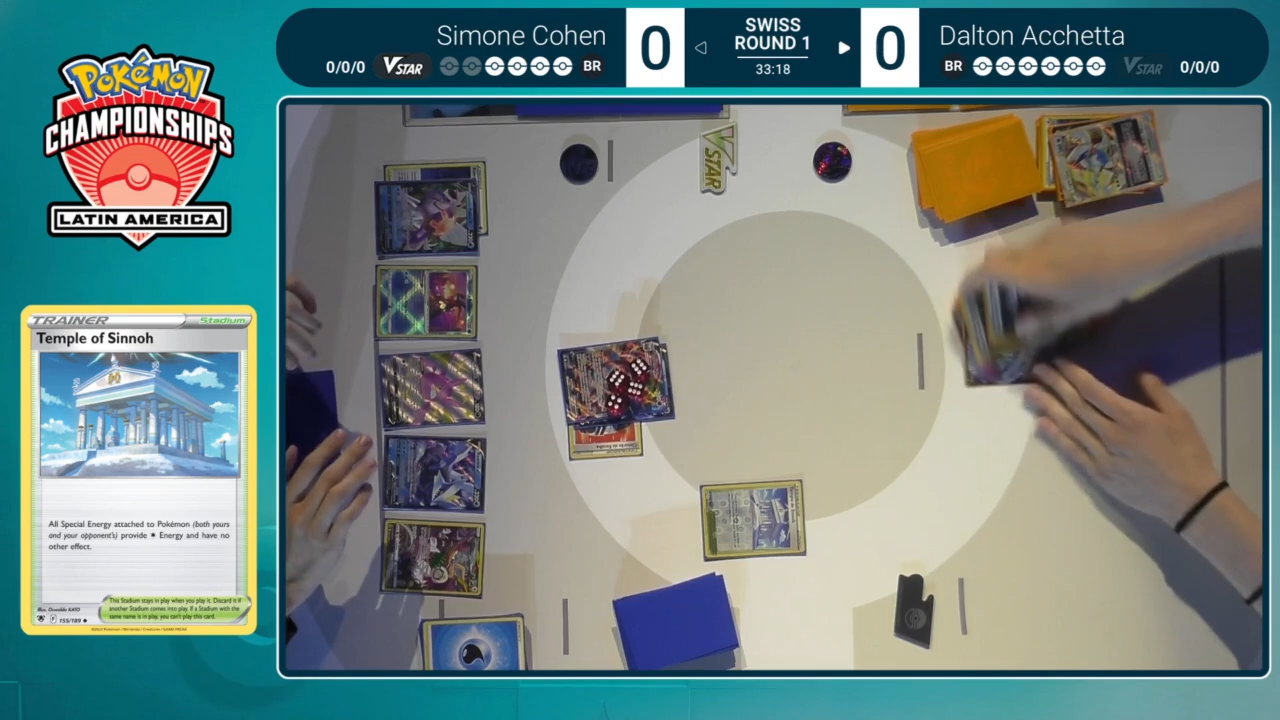 Simone Cohen
0/0/0
VSTAR
BR
0
SWISS
ROUND 1
33:18
0
Dalton Acchetta
BR
VSTAR
0/0/0
Pokémon
CHAMPIONSHIPS
LATIN AMERICA
TRAINER
Stadium
Temple of Sinnoh
All Special Energy attached to Pokémon (both yours
and your opponent's) provide Energy and have no
other effect.
This Stadium stays in play when you play it. Discard it if
another Stadium comes into play. If a Stadium with the
same name is in play, you can't play this card.
155/189
VSTAR